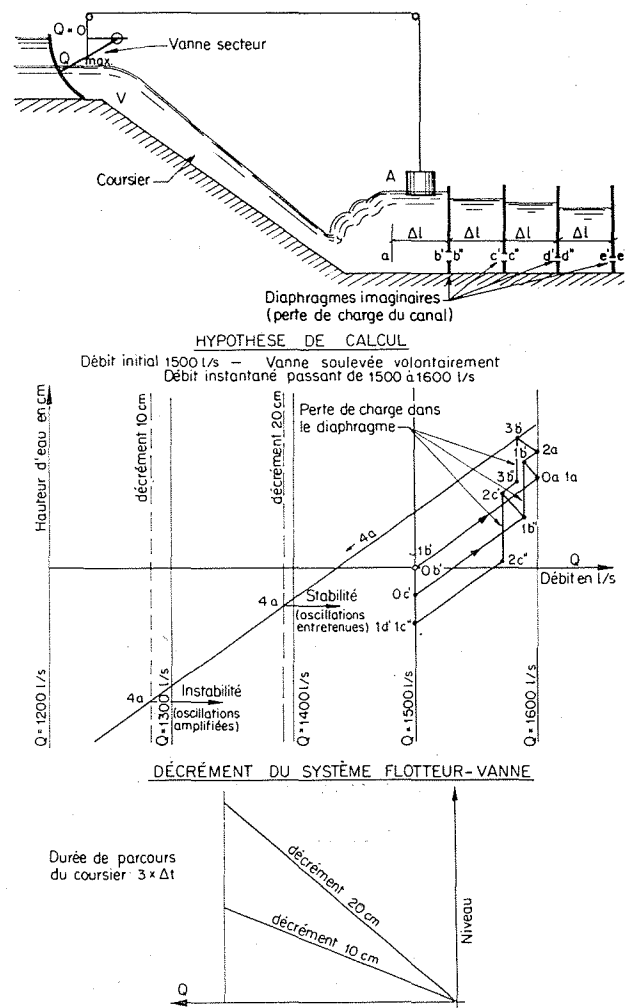 Q = 0
Vanne secteur
Q max.
V
Coursier
A
Δl Δl Δl Δl
a b' b" c' c" d' d" e' e"
Diaphragmes imaginaires
(perte de charge du canal)
HYPOTHÈSE DE CALCUL
Débit initial 1500 l/s — Vanne soulevée volontairement
Débit instantané passant de 1500 à 1600 l/s
Hauteur d'eau en cm
décrément 10 cm
décrément 20 cm
Perte de charge dans
le diaphragme
3b'
1b'
2a
3b"
0a 1a
2c'
4a
1b'
1b"
0b'
2c"
Q
Débit en l/s
0c'
4a
Stabilité
(oscillations
entretenues)
1d' 1c"
4a
Instabilité
(oscillations
amplifiées)
Q = 1200 l/s
Q = 1300 l/s
Q = 1400 l/s
Q = 1500 l/s
Q = 1600 l/s
DÉCRÉMENT DU SYSTÈME FLOTTEUR-VANNE
Durée de parcours
du coursier 3 x Δt
décrément 20 cm
décrément 10 cm
Niveau
Q